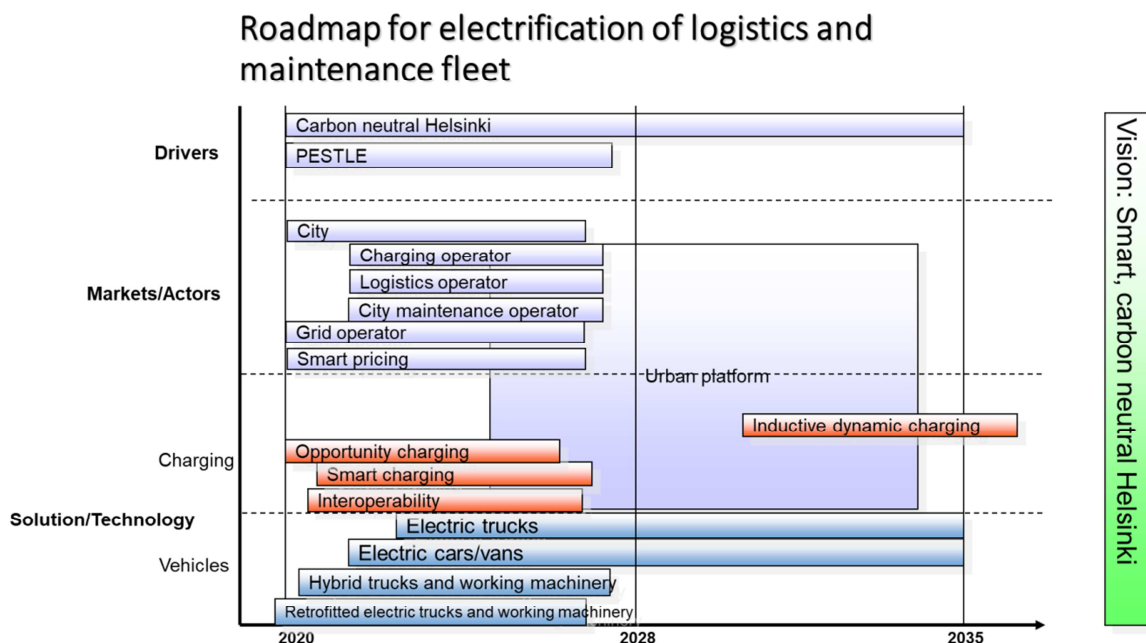 Roadmap for electrification of logistics and
maintenance fleet
Drivers
Carbon neutral Helsinki
PESTLE
Markets/Actors
City
Charging operator
Logistics operator
City maintenance operator
Grid operator
Smart pricing
Urban platform
Inductive dynamic charging
Charging
Opportunity charging
Smart charging
Interoperability
Solution/Technology
Electric trucks
Vehicles
Electric cars/vans
Hybrid trucks and working machinery
Retrofitted electric trucks and working machinery
2020
2028
2035
Vision: Smart, carbon neutral Helsinki